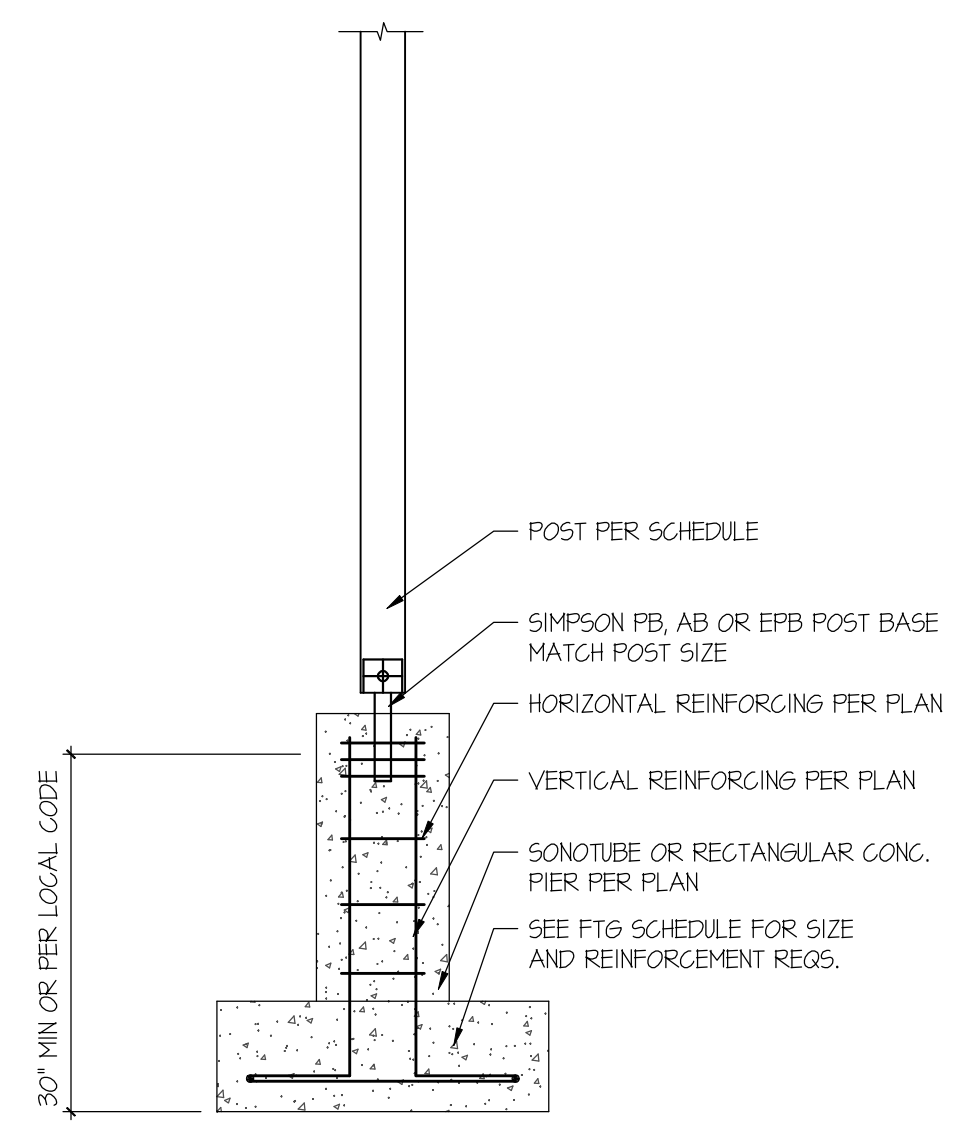 POST PER SCHEDULE
SIMPSON PB, AB OR EPB POST BASE
MATCH POST SIZE
HORIZONTAL REINFORCING PER PLAN
VERTICAL REINFORCING PER PLAN
SONOTUBE OR RECTANGULAR CONC.
PIER PER PLAN
SEE FTG SCHEDULE FOR SIZE
AND REINFORCEMENT REQS.
30" MIN OR PER LOCAL CODE